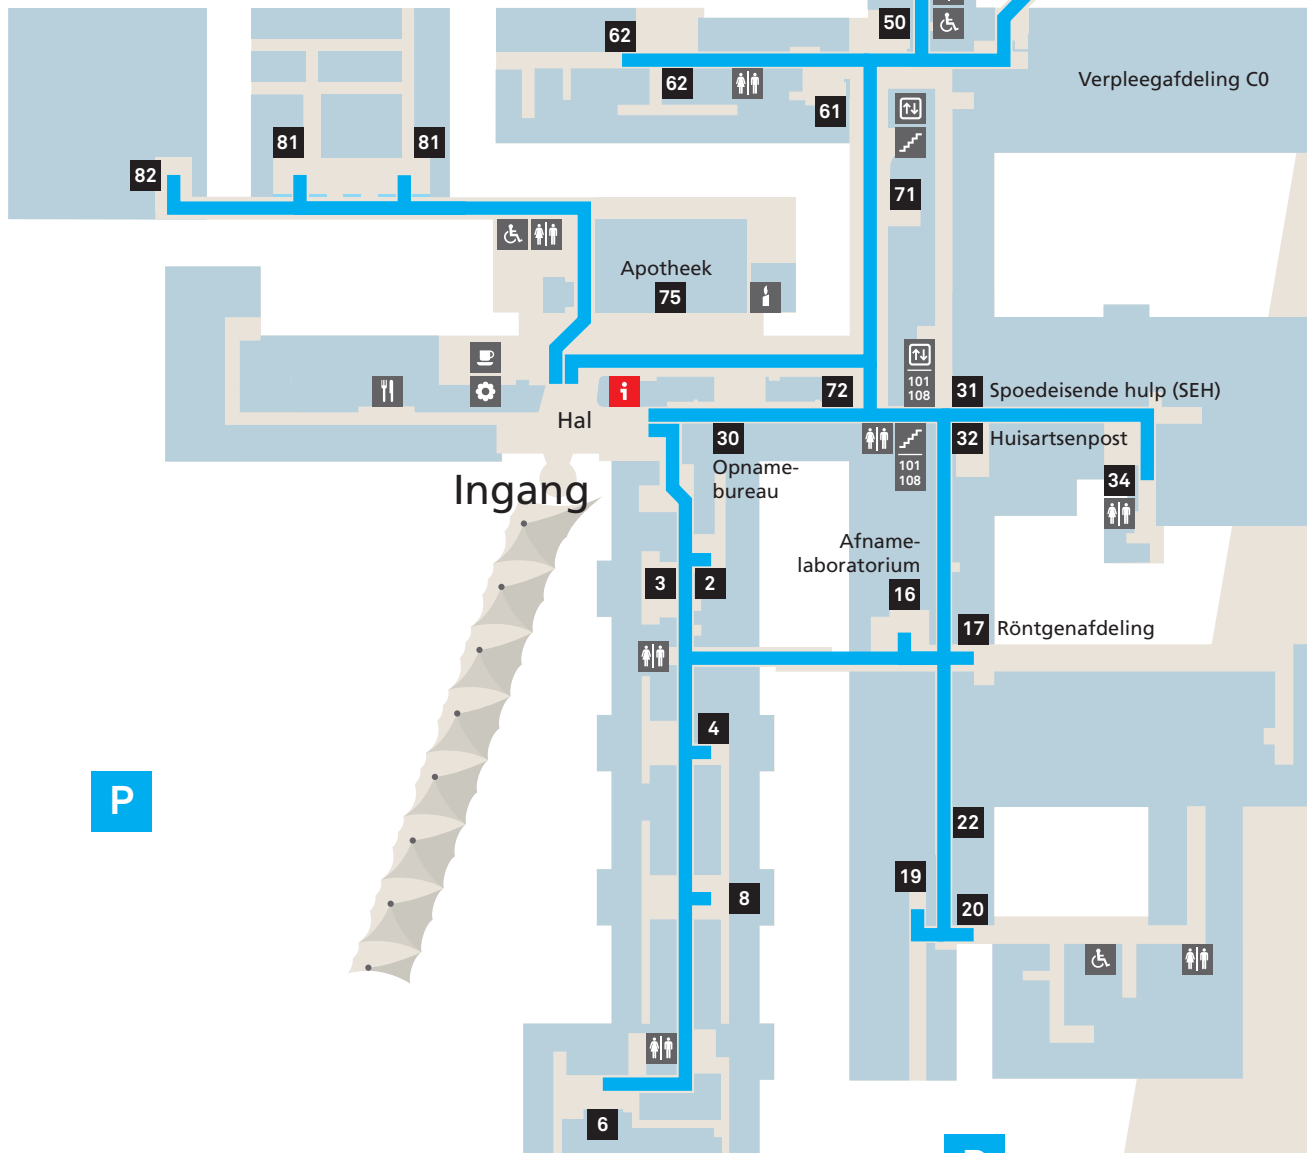 50
62
62
Verpleegafdeling C0
61
81
81
82
71
Apotheek
75
101
108
72
31 Spoedeisende hulp (SEH)
Hal
30
Opname-
bureau
32 Huisartsenpost
101
108
34
Ingang
Afname-
laboratorium
16
3
2
17 Röntgenafdeling
4
P
22
19
8
20
6